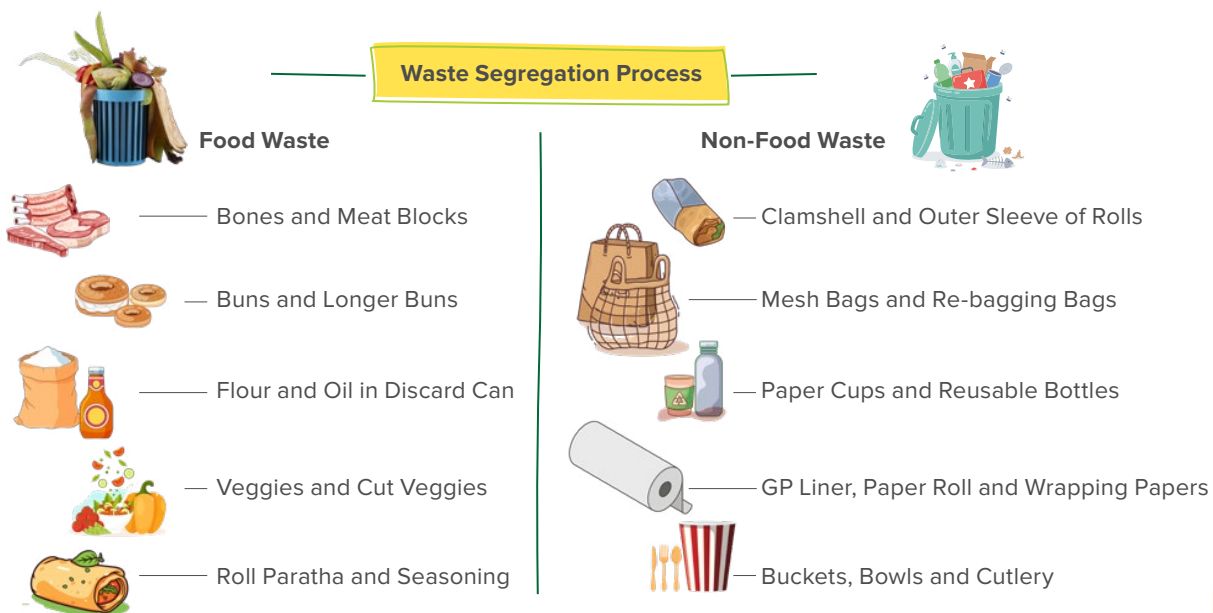 Waste Segregation Process
Food Waste
Bones and Meat Blocks
Buns and Longer Buns
Flour and Oil in Discard Can
Veggies and Cut Veggies
Roll Paratha and Seasoning
Non-Food Waste
Clamshell and Outer Sleeve of Rolls
Mesh Bags and Re-bagging Bags
Paper Cups and Reusable Bottles
GP Liner, Paper Roll and Wrapping Papers
Buckets, Bowls and Cutlery